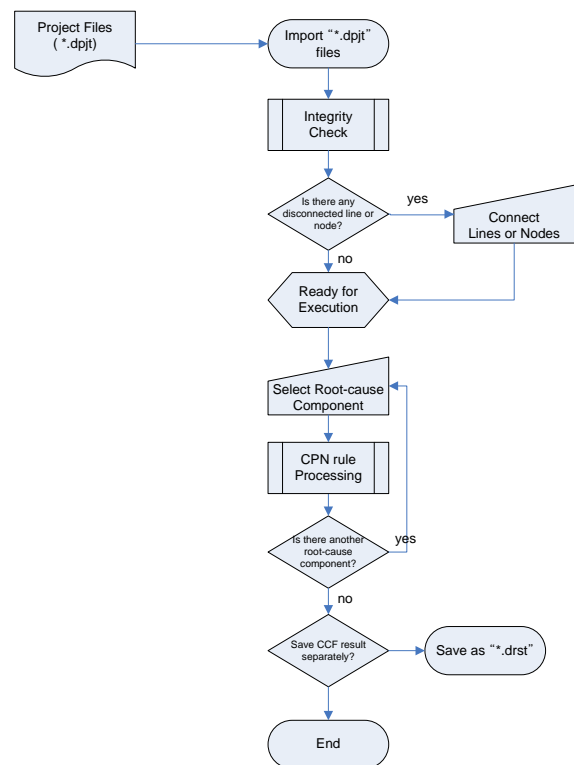 Project Files
( *.dpjt)
Import “*.dpjt”
files
Integrity
Check
Is there any
disconnected line or
node?
yes
Connect
Lines or Nodes
no
Ready for
Execution
Select Root-cause
Component
CPN rule
Processing
Is there another
root-cause
component?
yes
no
Save CCF result
separately?
Save as “*.drst”
End